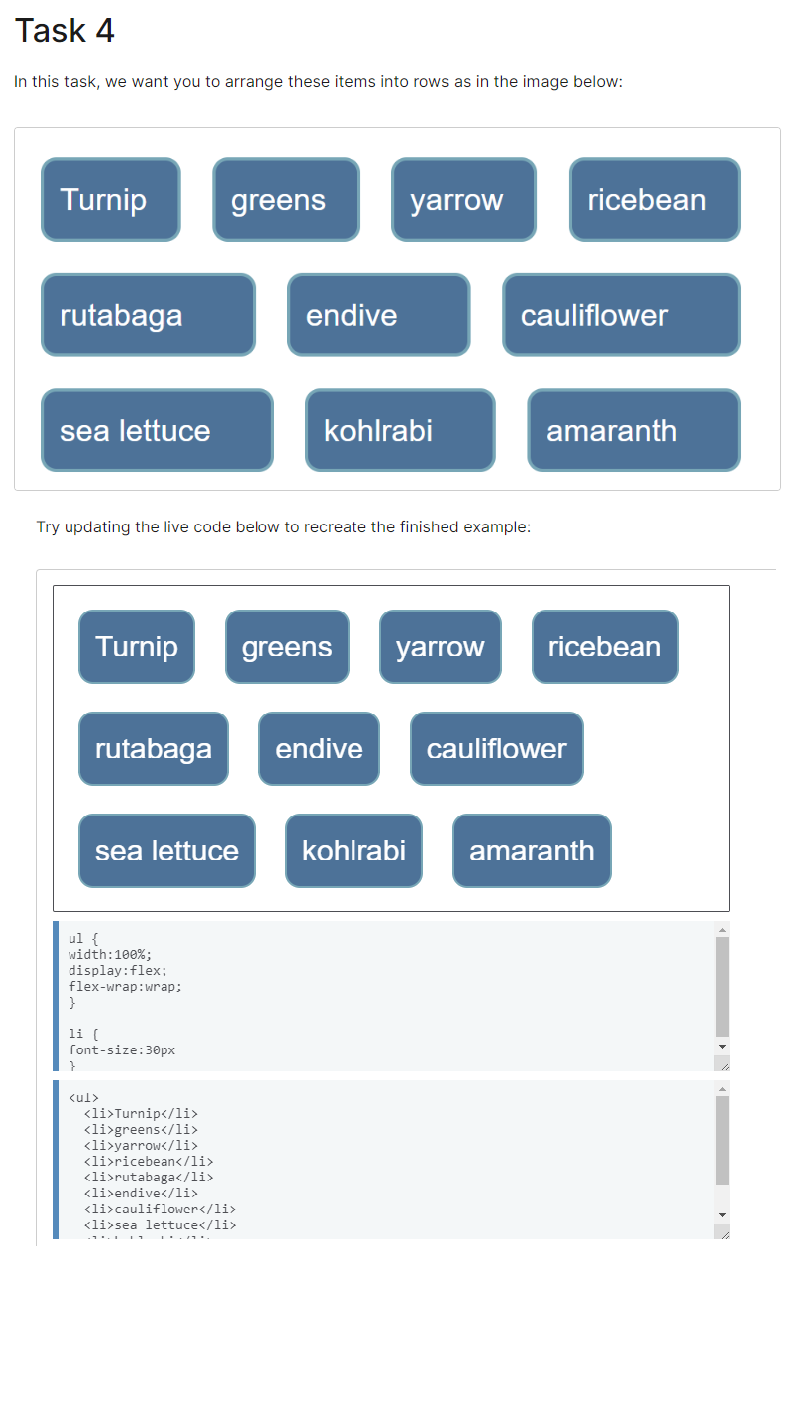 Task 4
In this task, we want you to arrange these items into rows as in the image below:
Turnip greens yarrow ricebean
rutabaga endive cauliflower
sea lettuce kohlrabi amaranth
Try updating the live code below to recreate the finished example:
Turnip greens yarrow ricebean
rutabaga endive cauliflower
sea lettuce kohlrabi amaranth
ul {
width:100%;
display:flex;
flex-wrap:wrap;
}
li {
font-size:30px
}
<ul>
<li>Turnip</li>
<li>greens</li>
<li>yarrow</li>
<li>ricebean</li>
<li>rutabaga</li>
<li>endive</li>
<li>cauliflower</li>
<li>sea lettuce</li>